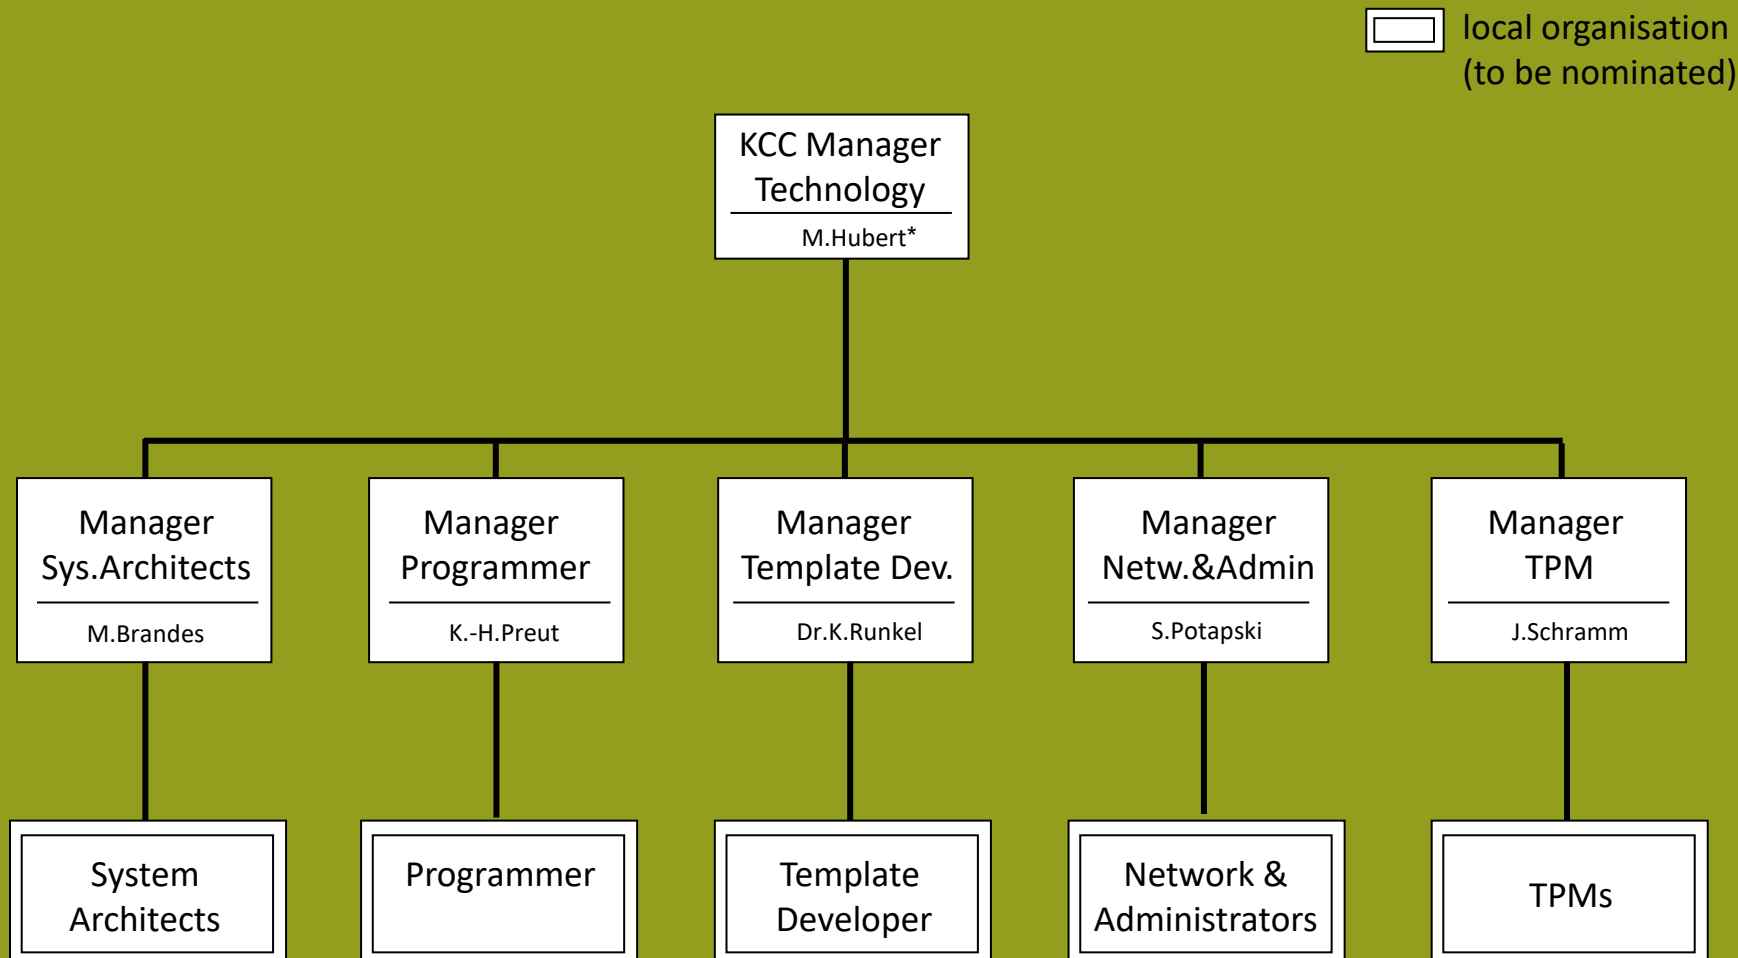 local organisation
(to be nominated)
KCC Manager
Technology
M.Hubert*
Manager
Sys.Architects
M.Brandes
Manager
Programmer
K.-H.Preut
Manager
Template Dev.
Dr.K.Runkel
Manager
Netw.&Admin
S.Potapski
Manager
TPM
J.Schramm
System
Architects
Programmer
Template
Developer
Network &
Administrators
TPMs